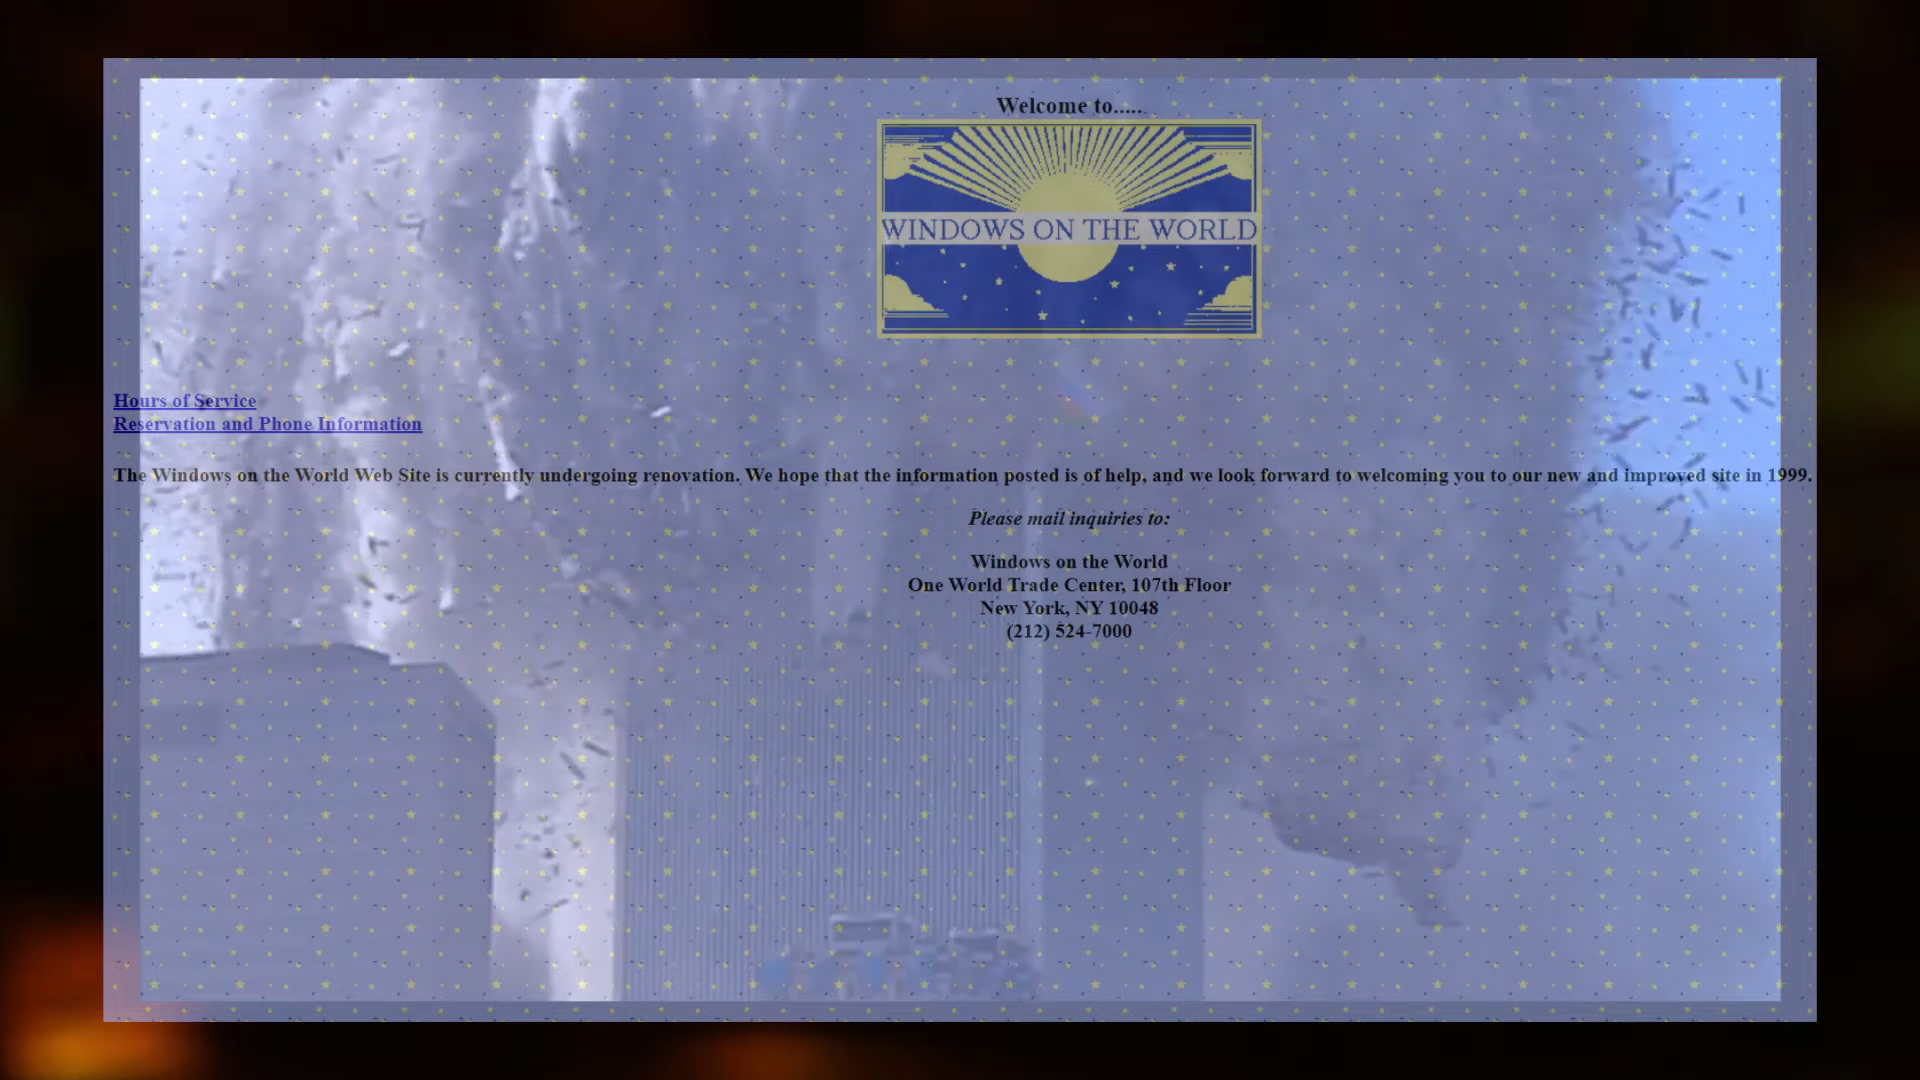 Welcome to.....
WINDOWS ON THE WORLD
Hours of Service
Reservation and Phone Information
The Windows on the World Web Site is currently undergoing renovation. We hope that the information posted is of help, and we look forward to welcoming you to our new and improved site in 1999.
Please mail inquiries to:
Windows on the World
One World Trade Center, 107th Floor
New York, NY 10048
(212) 524-7000